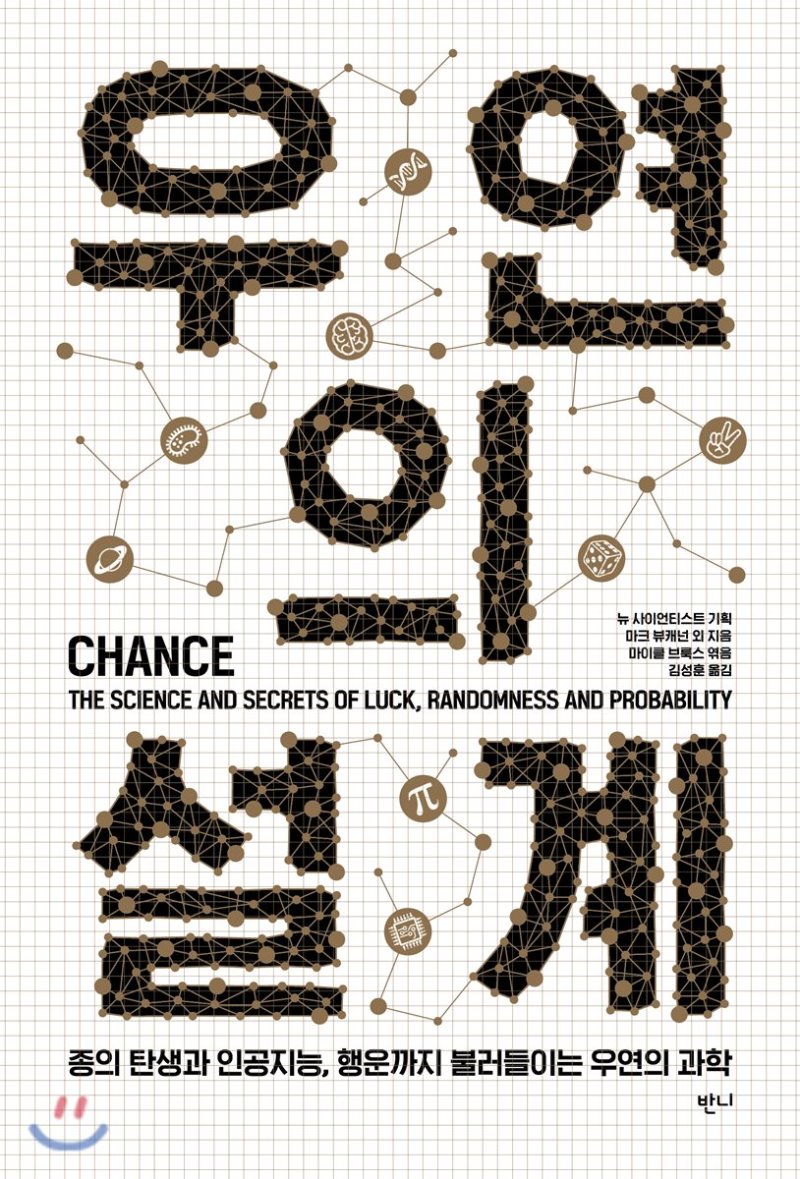 우연
의
CHANCE
뉴 사이언티스트 기획
마크 뷰캐넌 외 지음
마이클 브룩스 엮음
김성훈 옮김
THE SCIENCE AND SECRETS OF LUCK, RANDOMNESS AND PROBABILITY
설계
π
종의 탄생과 인공지능, 행운까지 불러들이는 우연의 과학
반니